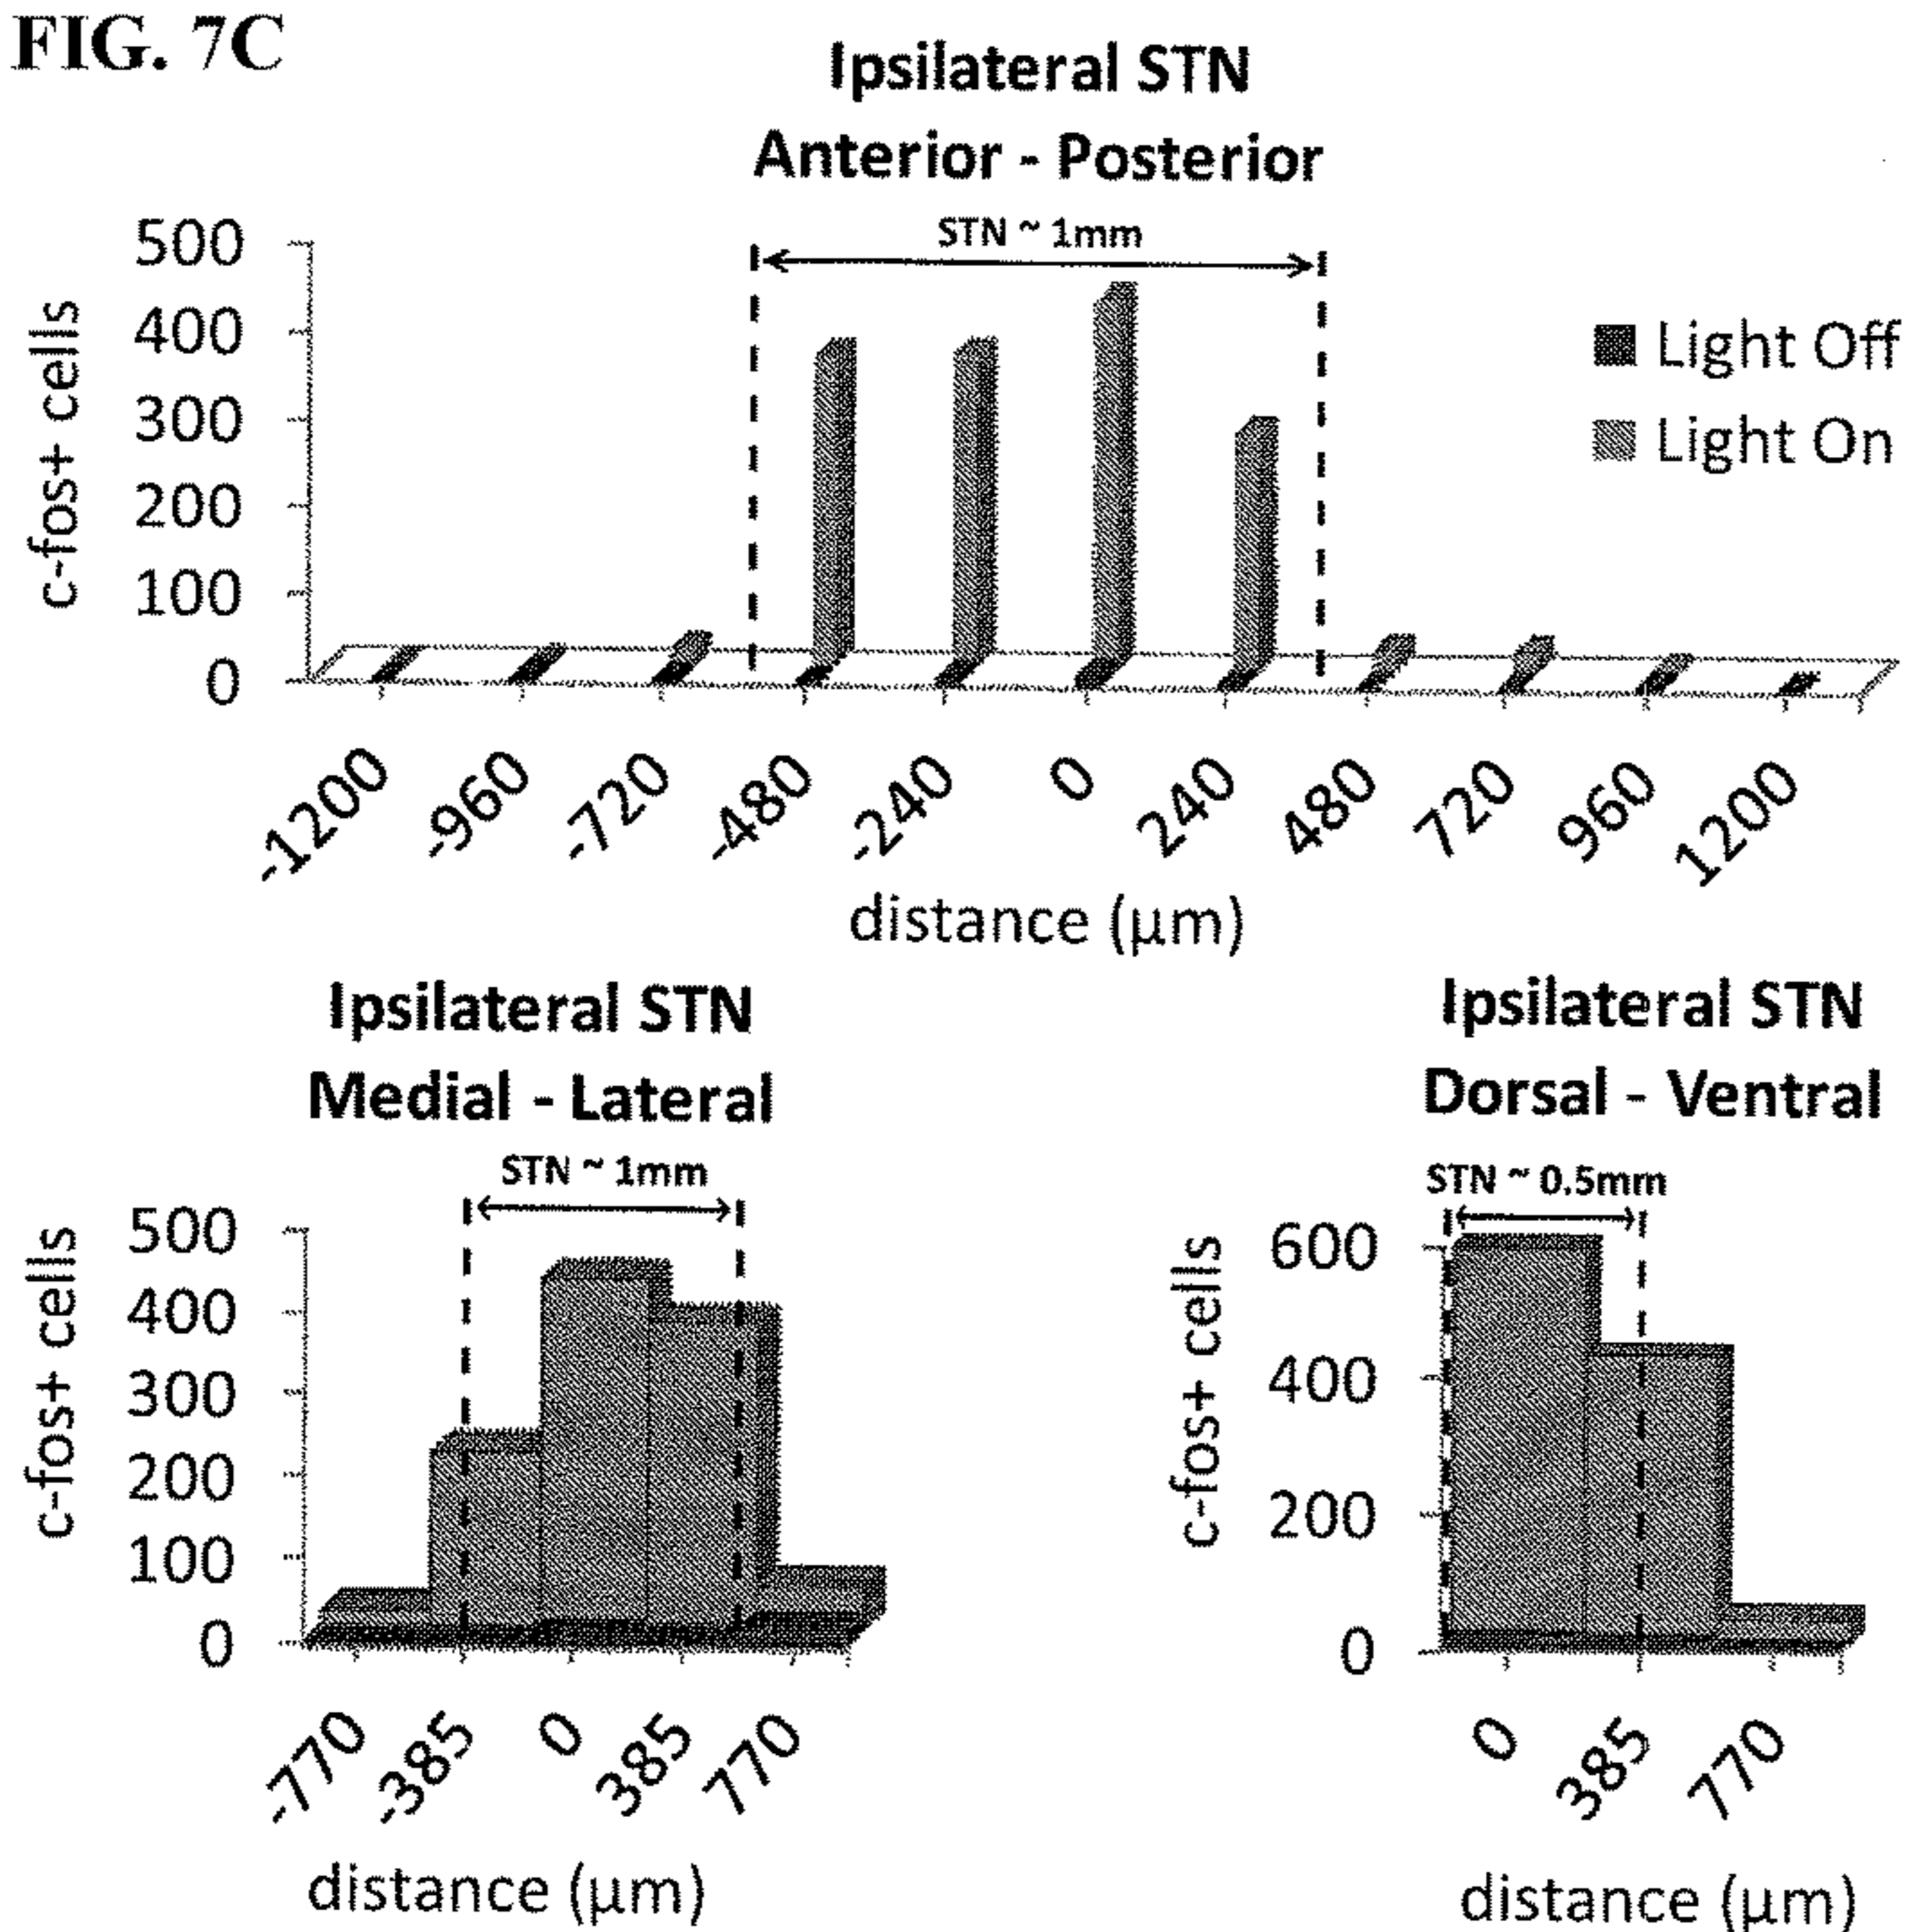 FIG. 7C
Ipsilateral STN
Anterior - Posterior
STN ~ 1mm
500
400
300
200
100
0
c-fos+ cells
Light Off
Light On
-1200
-960
-720
-480
-240
0
240
480
720
960
1200
distance (μm)
Ipsilateral STN
Medial - Lateral
STN ~ 1mm
500
400
300
200
100
0
c-fos+ cells
-770
-385
0
385
770
distance (μm)
Ipsilateral STN
Dorsal - Ventral
STN ~ 0.5mm
600
400
200
0
c-fos+ cells
0
385
770
distance (μm)